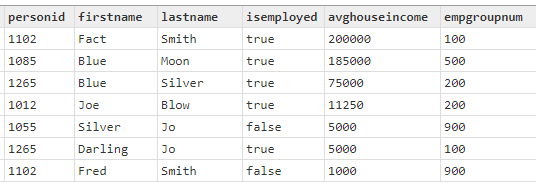 personid firstname lastname isemployed avghouseincome empgroupnum
1102 Fact Smith true 200000 100
1085 Blue Moon true 185000 500
1265 Blue Silver true 75000 200
1012 Joe Blow true 11250 200
1055 Silver Jo false 5000 900
1265 Darling Jo true 5000 100
1102 Fred Smith false 1000 900